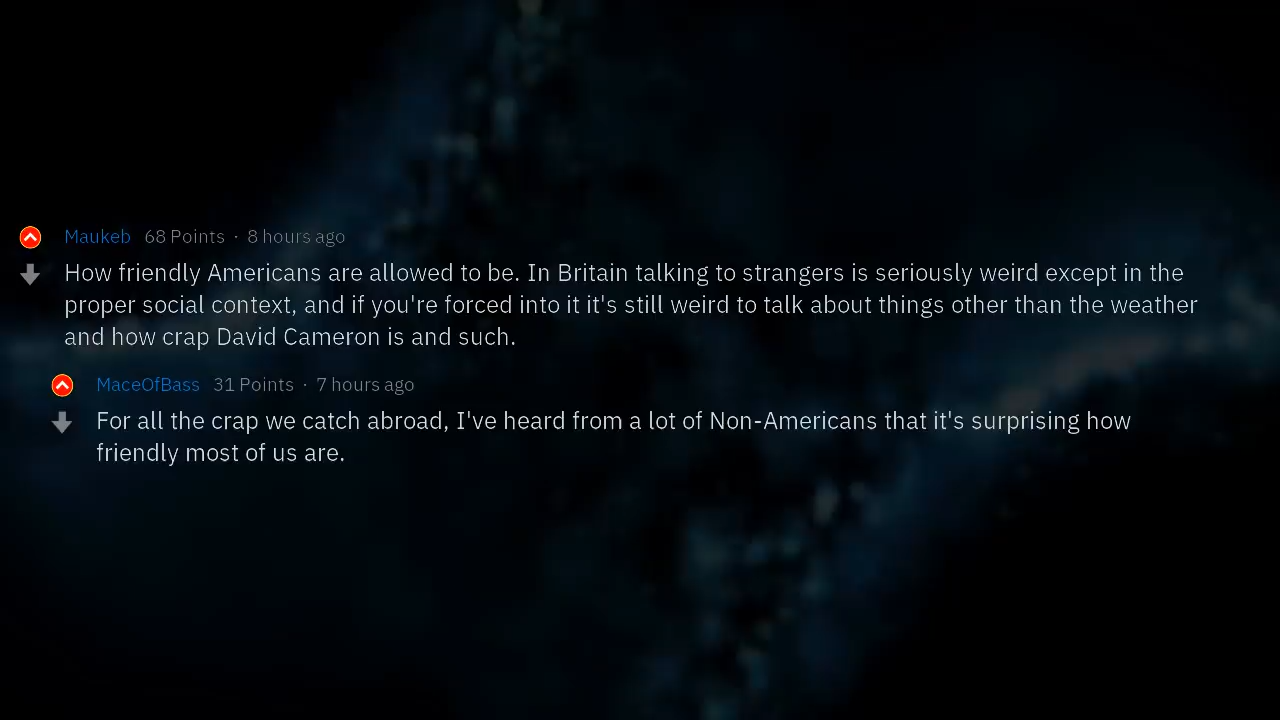 Maukeb 68 Points · 8 hours ago
How friendly Americans are allowed to be. In Britain talking to strangers is seriously weird except in the
proper social context, and if you're forced into it it's still weird to talk about things other than the weather
and how crap David Cameron is and such.
MaceOfBass 31 Points · 7 hours ago
For all the crap we catch abroad, I've heard from a lot of Non-Americans that it's surprising how
friendly most of us are.